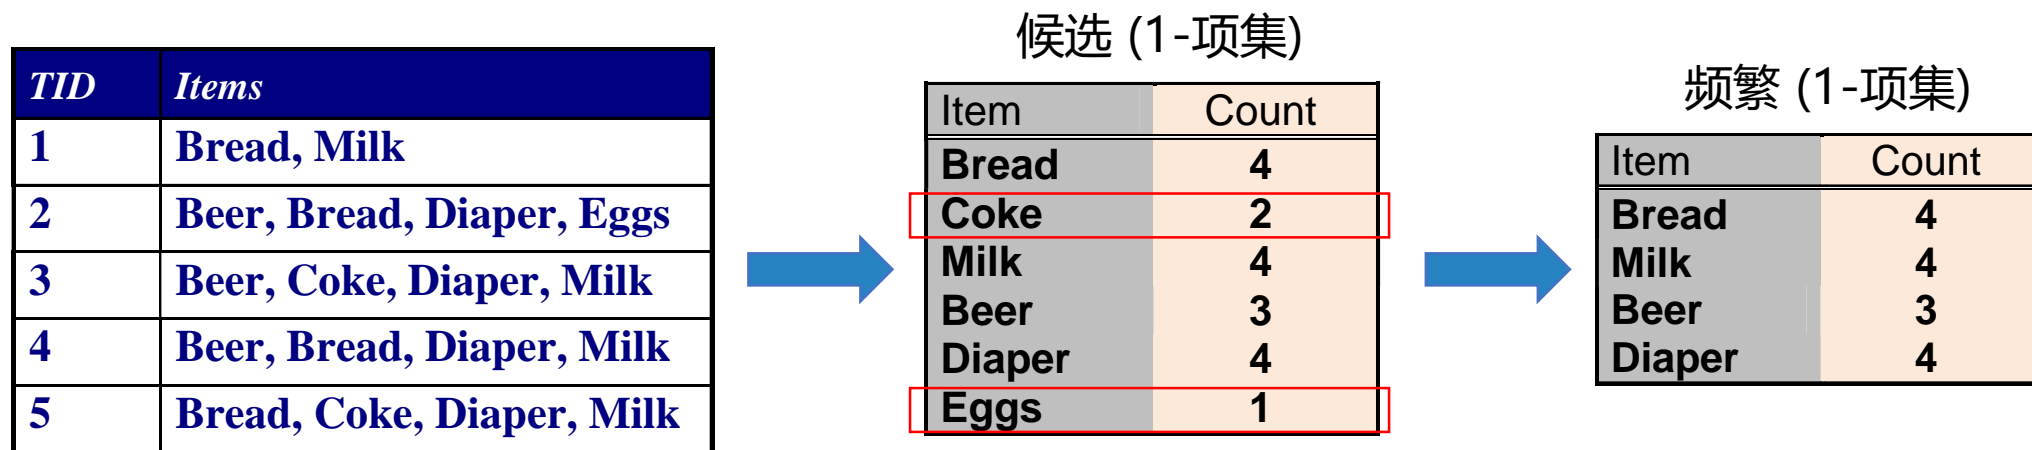 TID Items
1 Bread, Milk
2 Beer, Bread, Diaper, Eggs
3 Beer, Coke, Diaper, Milk
4 Beer, Bread, Diaper, Milk
5 Bread, Coke, Diaper, Milk
候选 (1-项集)
Item Count
Bread 4
Coke 2
Milk 4
Beer 3
Diaper 4
Eggs 1
频繁 (1-项集)
Item Count
Bread 4
Milk 4
Beer 3
Diaper 4